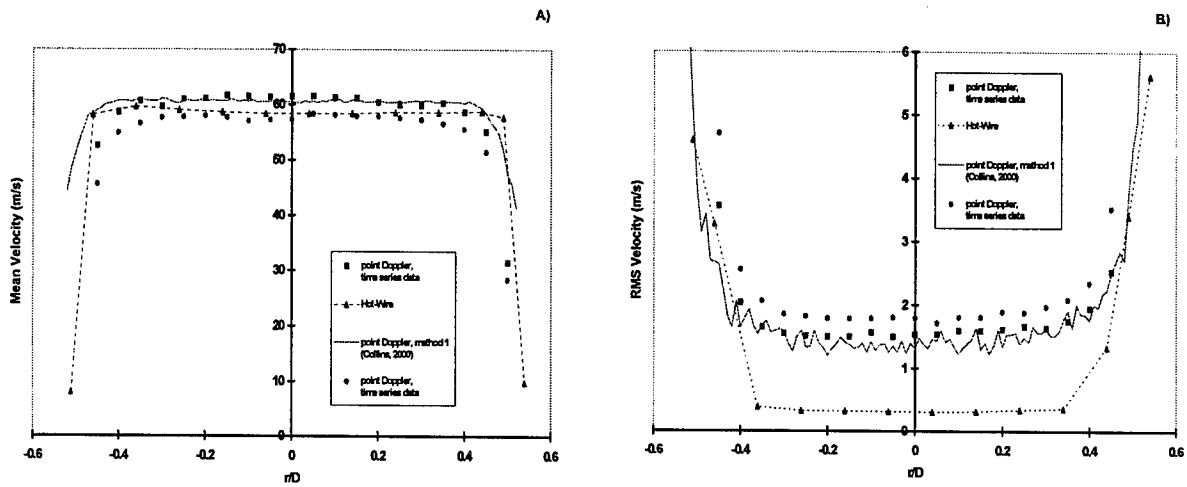 A)
Mean Velocity (m/s)
70
60
50
40
30
20
10
0
-0.6
-0.4
-0.2
0
0.2
0.4
0.6
r/D
point Doppler,
time series data
Hot-Wire
point Doppler, method 1
(Collins, 2000)
point Doppler,
time series data
B)
RMS Velocity (m/s)
6
5
4
3
2
1
0
-0.6
-0.4
-0.2
0
0.2
0.4
0.6
r/D
point Doppler,
time series data
Hot-Wire
point Doppler, method 1
(Collins, 2000)
point Doppler,
time series data